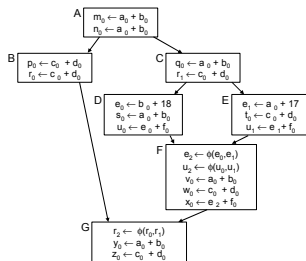 A
m₀ ← a₀ + b₀
n₀ ← a₀ + b₀
B
p₀ ← c₀ + d₀
r₀ ← c₀ + d₀
C
q₀ ← a₀ + b₀
r₁ ← c₀ + d₀
D
e₀ ← b₀ + 18
s₀ ← a₀ + b₀
u₀ ← e₀ + f₀
E
e₁ ← a₀ + 17
t₀ ← c₀ + d₀
u₁ ← e₁ + f₀
F
e₂ ← ϕ(e₀,e₁)
u₂ ← ϕ(u₀,u₁)
v₀ ← a₀ + b₀
w₀ ← c₀ + d₀
x₀ ← e₂ + f₀
G
r₂ ← ϕ(r₀,r₁)
y₀ ← a₀ + b₀
z₀ ← c₀ + d₀